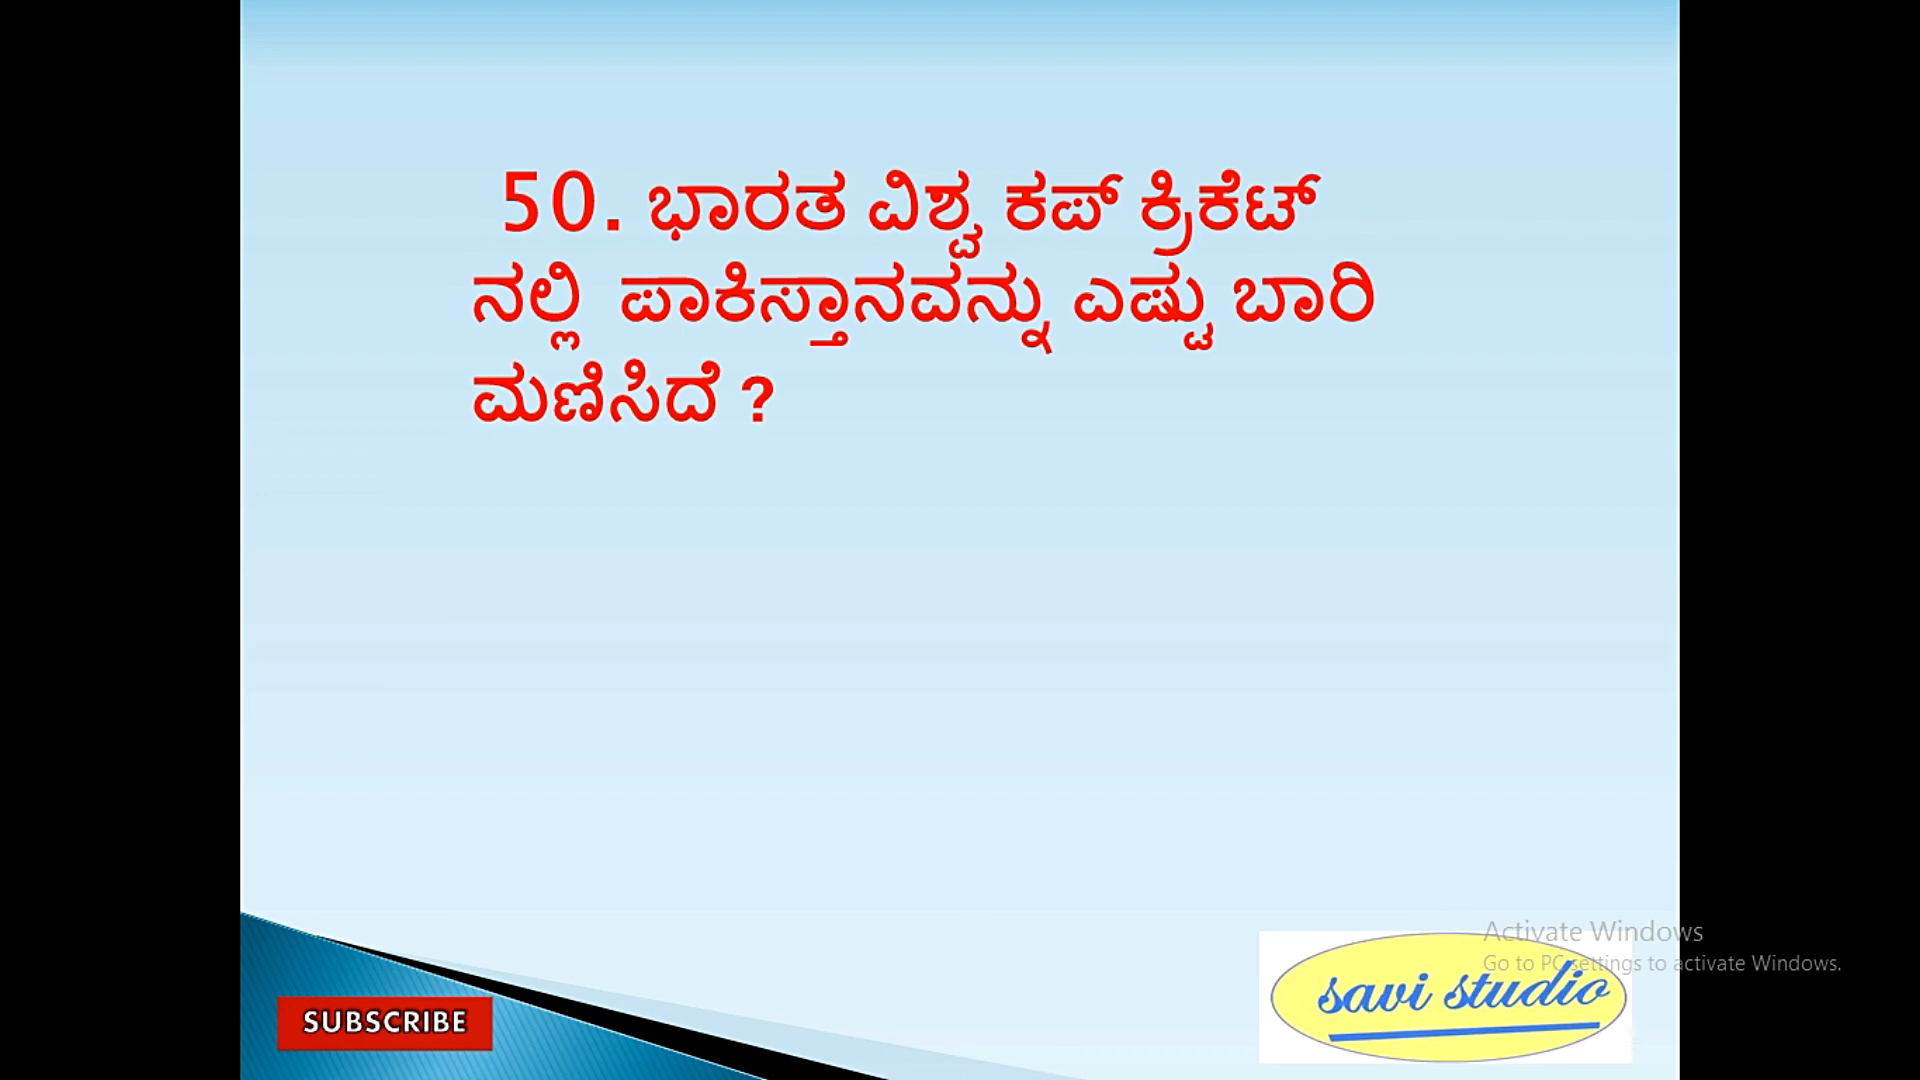 50. ಭಾರತ ವಿಶ್ವ ಕಪ್ ಕ್ರಿಕೆಟ್
ನಲ್ಲಿ ಪಾಕಿಸ್ತಾನವನ್ನು ಎಷ್ಟು ಬಾರಿ
ಮಣಿಸಿದೆ ?
Activate Windows
Go to PC settings to activate Windows.
savi studio
SUBSCRIBE